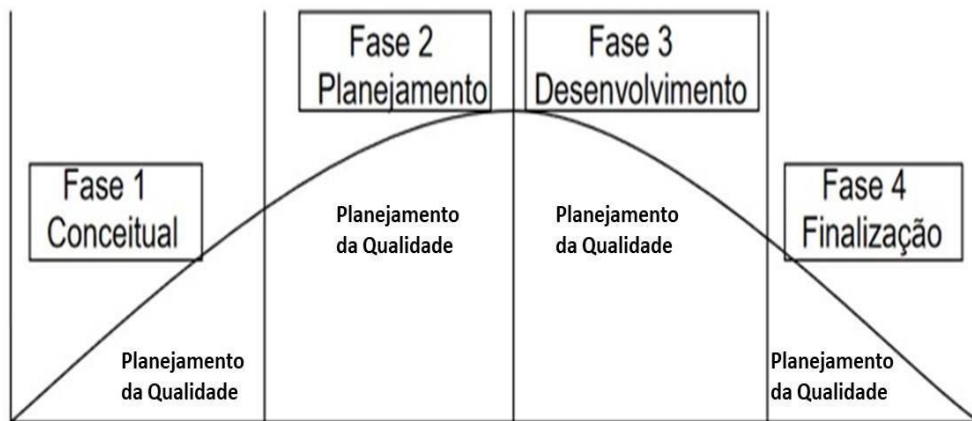 Fase 1
Conceitual
Planejamento
da Qualidade
Fase 2
Planejamento
Planejamento
da Qualidade
Fase 3
Desenvolvimento
Planejamento
da Qualidade
Fase 4
Finalização
Planejamento
da Qualidade